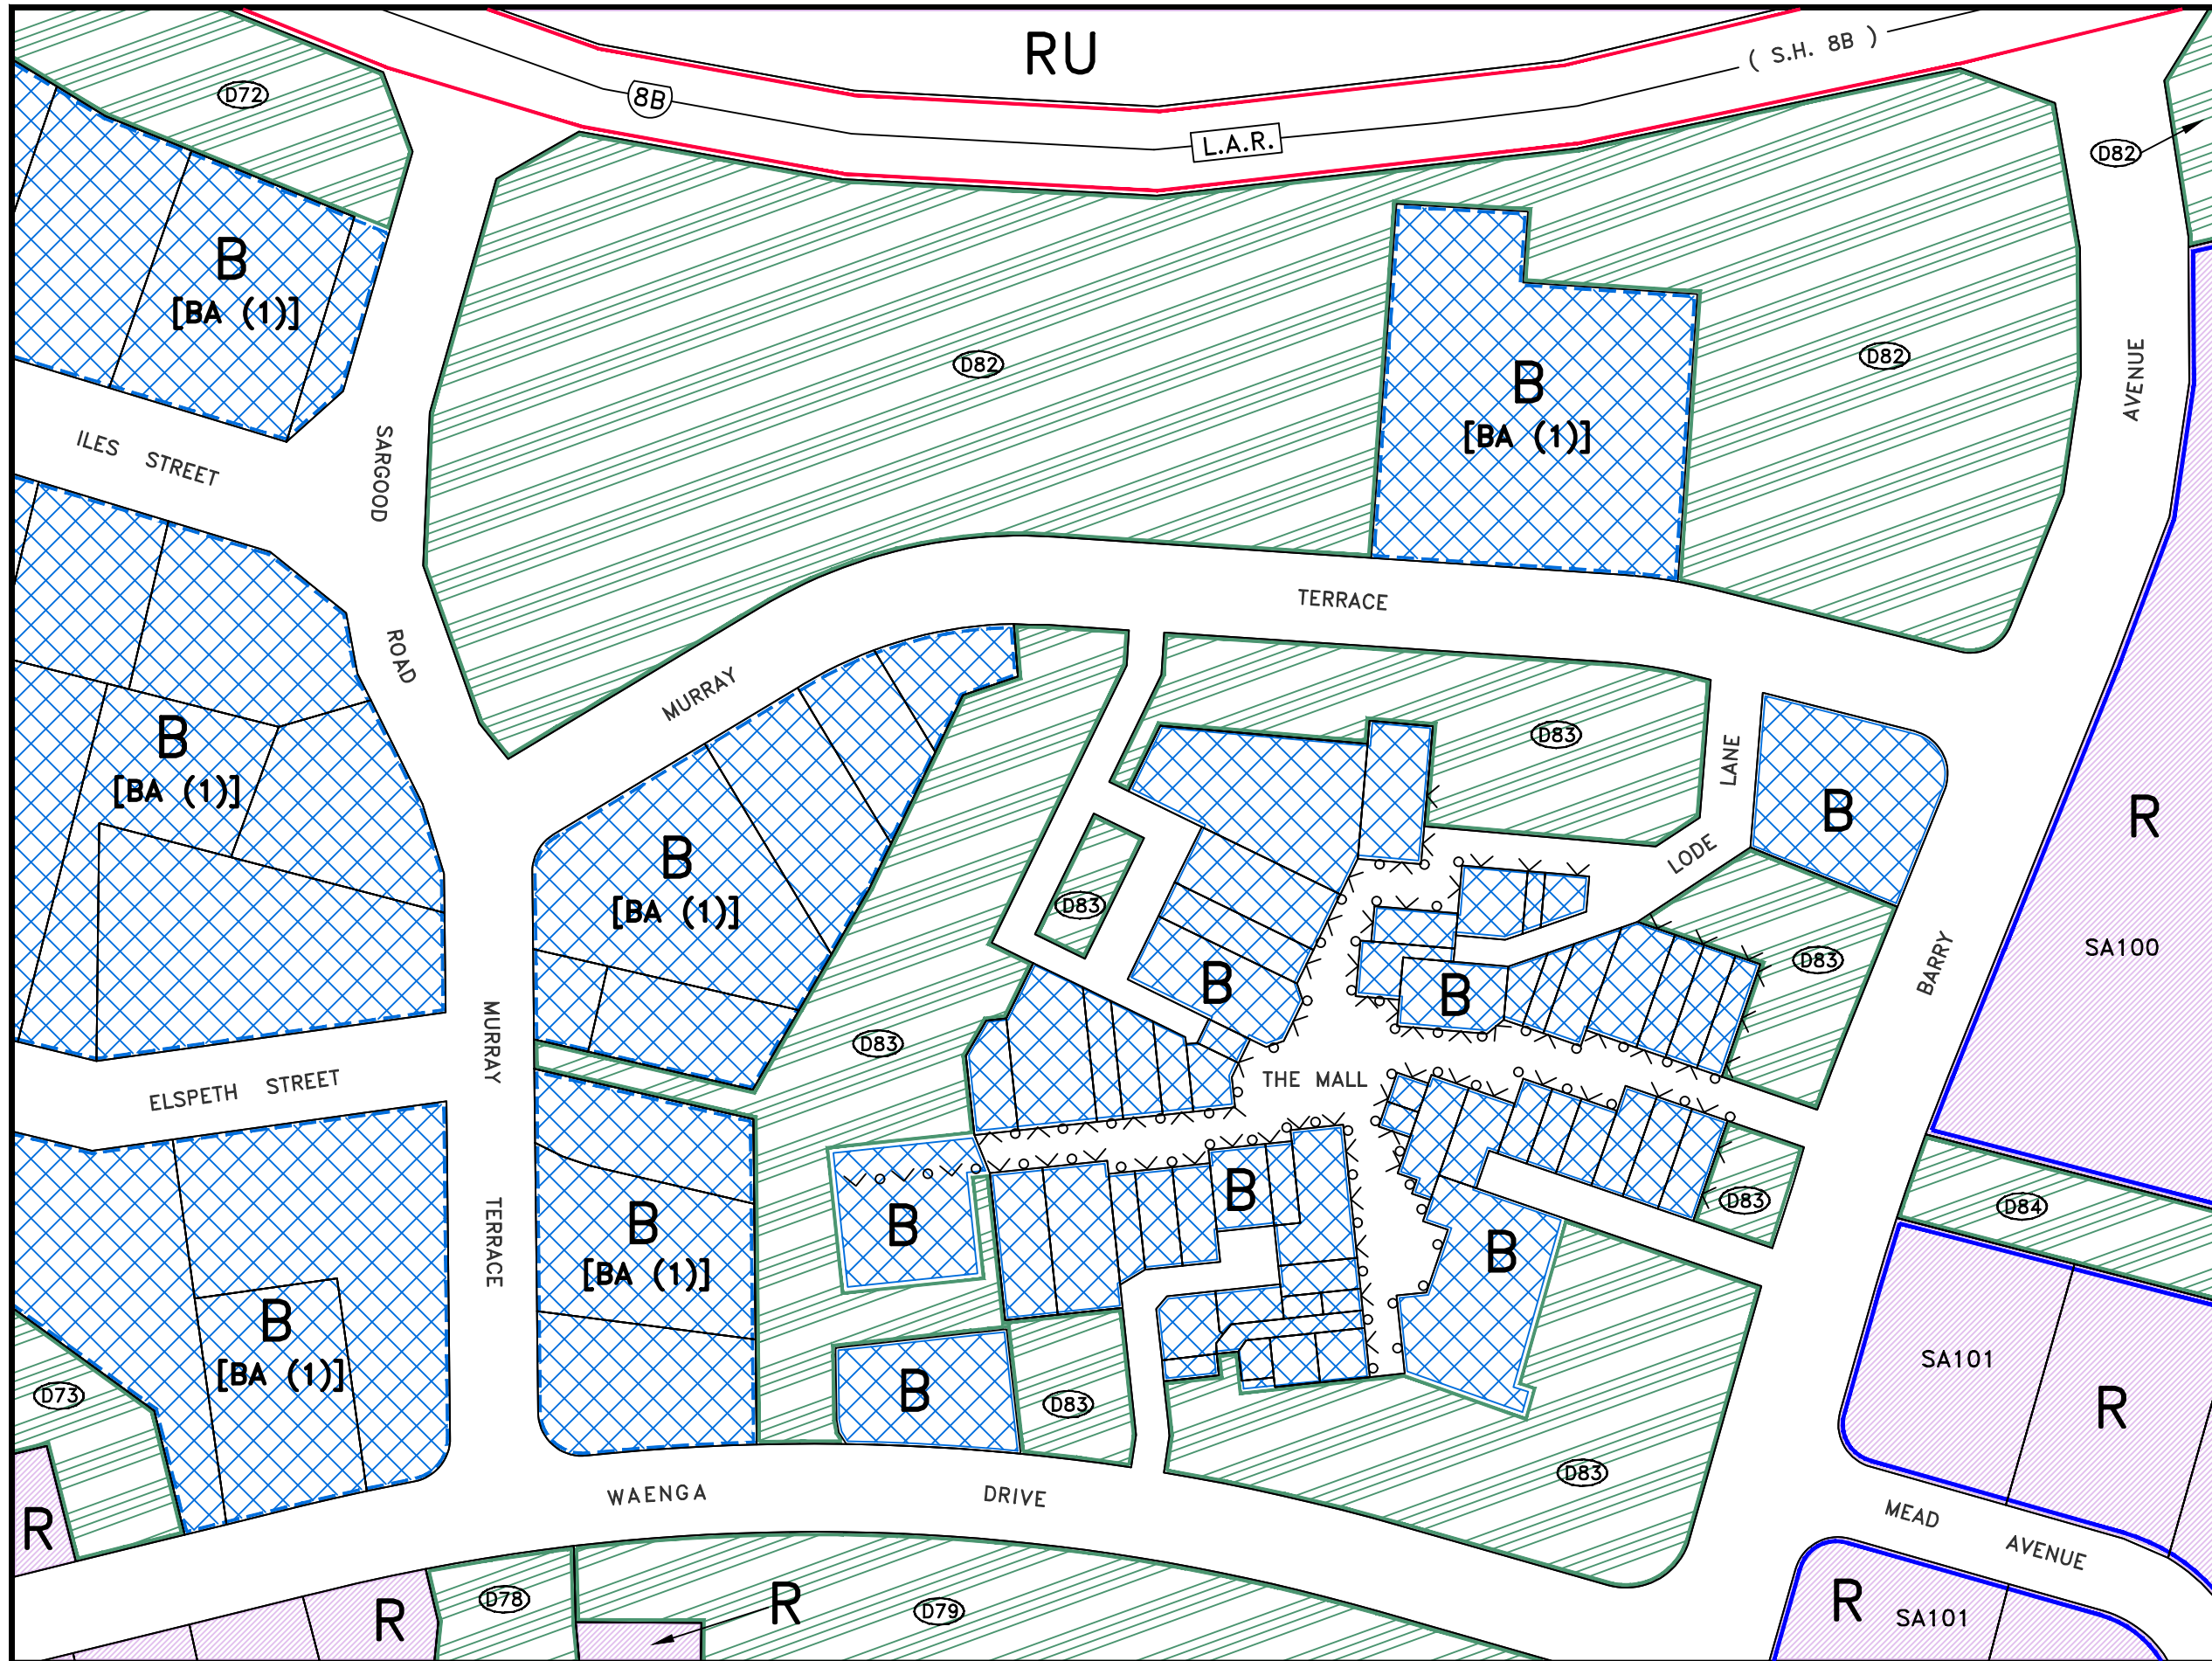 RU
( S.H. 8B )
8B
D72
L.A.R.
D82
B
[BA (1)]
D82
D82
AVENUE
B
[BA (1)]
ILES STREET
SARGOOD
ROAD
TERRACE
MURRAY
B
[BA (1)]
D83
LANE
B
R
LODE
B
[BA (1)]
D83
SA100
BARRY
D83
B
B
D83
MURRAY
THE MALL
ELSPETH STREET
B
[BA (1)]
TERRACE
B
B
B
D83
D84
B
[BA (1)]
D73
B
D83
SA101
R
D83
R
WAENGA DRIVE
MEAD AVENUE
D78
R
R
D79
R
SA101